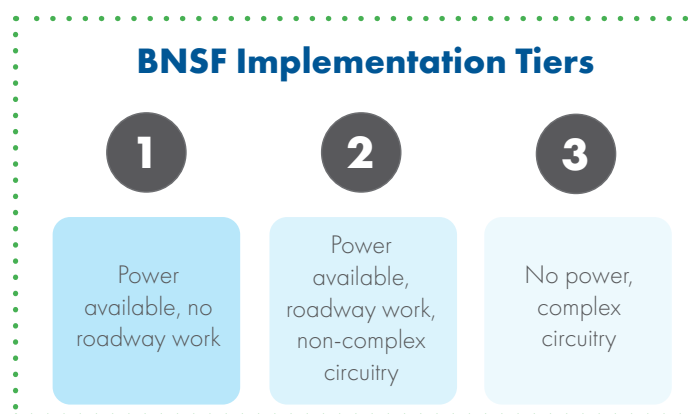 BNSF Implementation Tiers
1
2
3
Power
available, no
roadway work
Power
available,
roadway work,
non-complex
circuitry
No power,
complex
circuitry